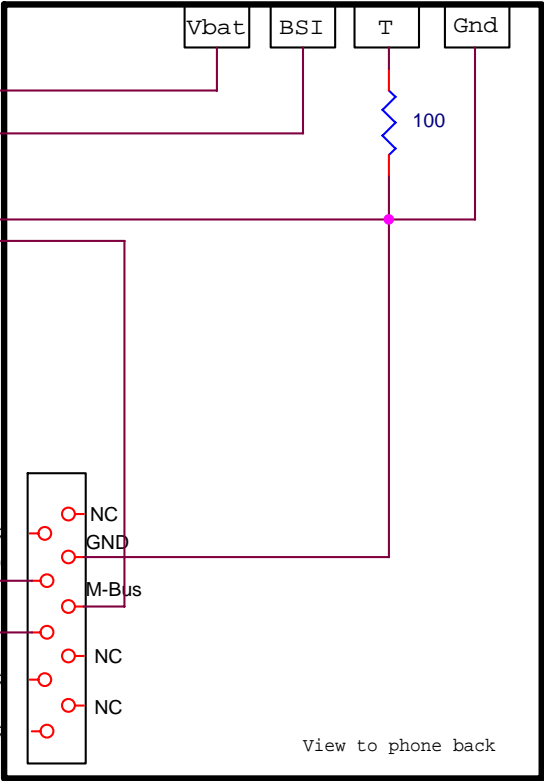 Vbat BSI T Gnd
100
NC
GND
M-Bus
NC
NC
View to phone back